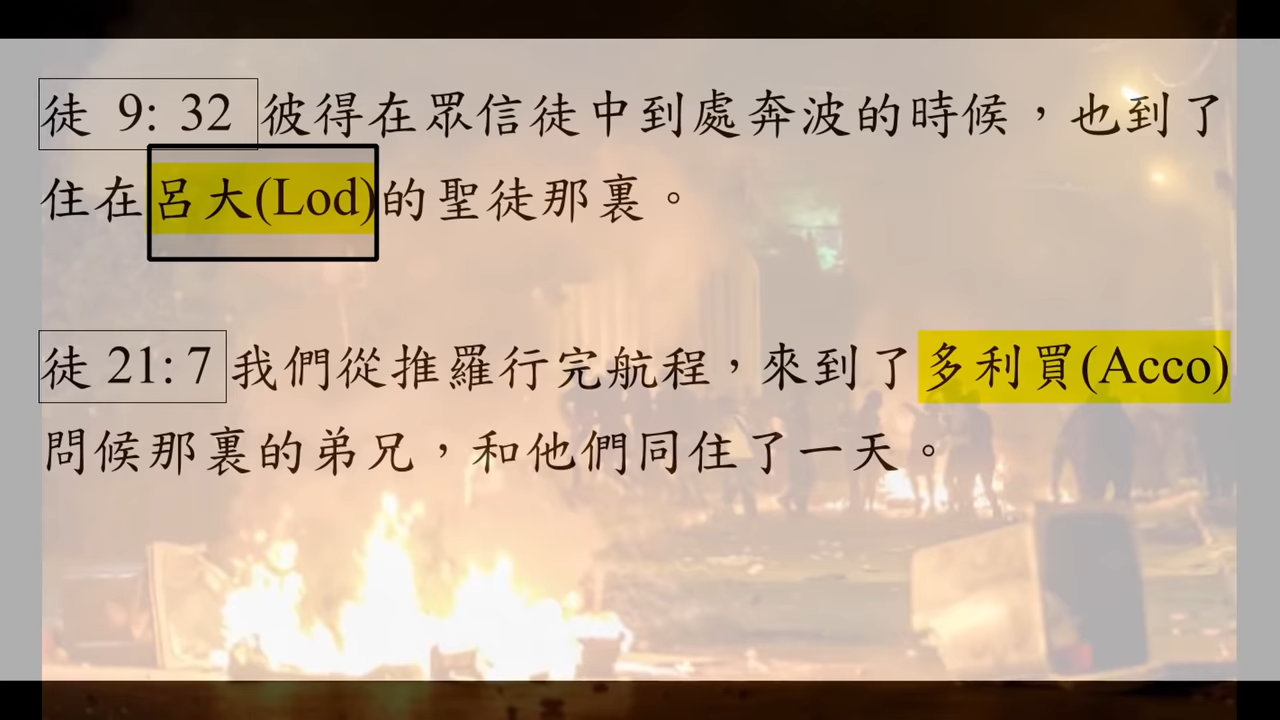 徒 9: 32 彼得在眾信徒中到處奔波的時候，也到了
住在呂大(Lod)的聖徒那裏。
徒 21: 7 我們從推羅行完航程，來到了多利買(Acco)
問候那裏的弟兄，和他們同住了一天。